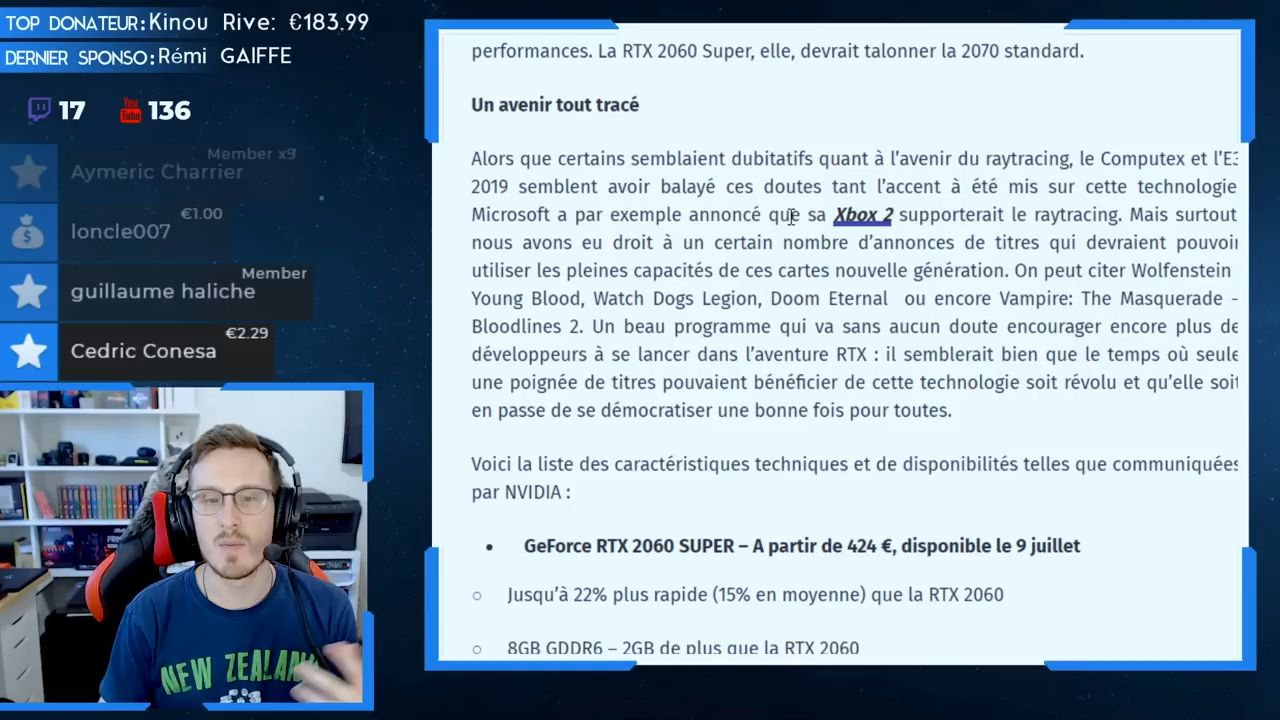 TOP DONATEUR: Kinou Rive: €183.99
DERNIER SPONSO: Rémi GAIFFE
17
136
Member x9
Aymeric Charrier
€1.00
loncle007
Member
guillaume haliche
€2.29
Cedric Conesa
NEW ZEALAN
performances. La RTX 2060 Super, elle, devrait talonner la 2070 standard.
Un avenir tout tracé
Alors que certains semblaient dubitatifs quant à l’avenir du raytracing, le Computex et l’E3
2019 semblent avoir balayé ces doutes tant l’accent à été mis sur cette technologie
Microsoft a par exemple annoncé que sa Xbox 2 supporterait le raytracing. Mais surtout
nous avons eu droit à un certain nombre d’annonces de titres qui devraient pouvoir
utiliser les pleines capacités de ces cartes nouvelle génération. On peut citer Wolfenstein
Young Blood, Watch Dogs Legion, Doom Eternal ou encore Vampire: The Masquerade –
Bloodlines 2. Un beau programme qui va sans aucun doute encourager encore plus de
développeurs à se lancer dans l’aventure RTX : il semblerait bien que le temps où seule
une poignée de titres pouvaient bénéficier de cette technologie soit révolu et qu’elle soit
en passe de se démocratiser une bonne fois pour toutes.
Voici la liste des caractéristiques techniques et de disponibilités telles que communiquées
par NVIDIA :
• GeForce RTX 2060 SUPER – A partir de 424 €, disponible le 9 juillet
○ Jusqu’à 22% plus rapide (15% en moyenne) que la RTX 2060
○ 8GB GDDR6 – 2GB de plus que la RTX 2060